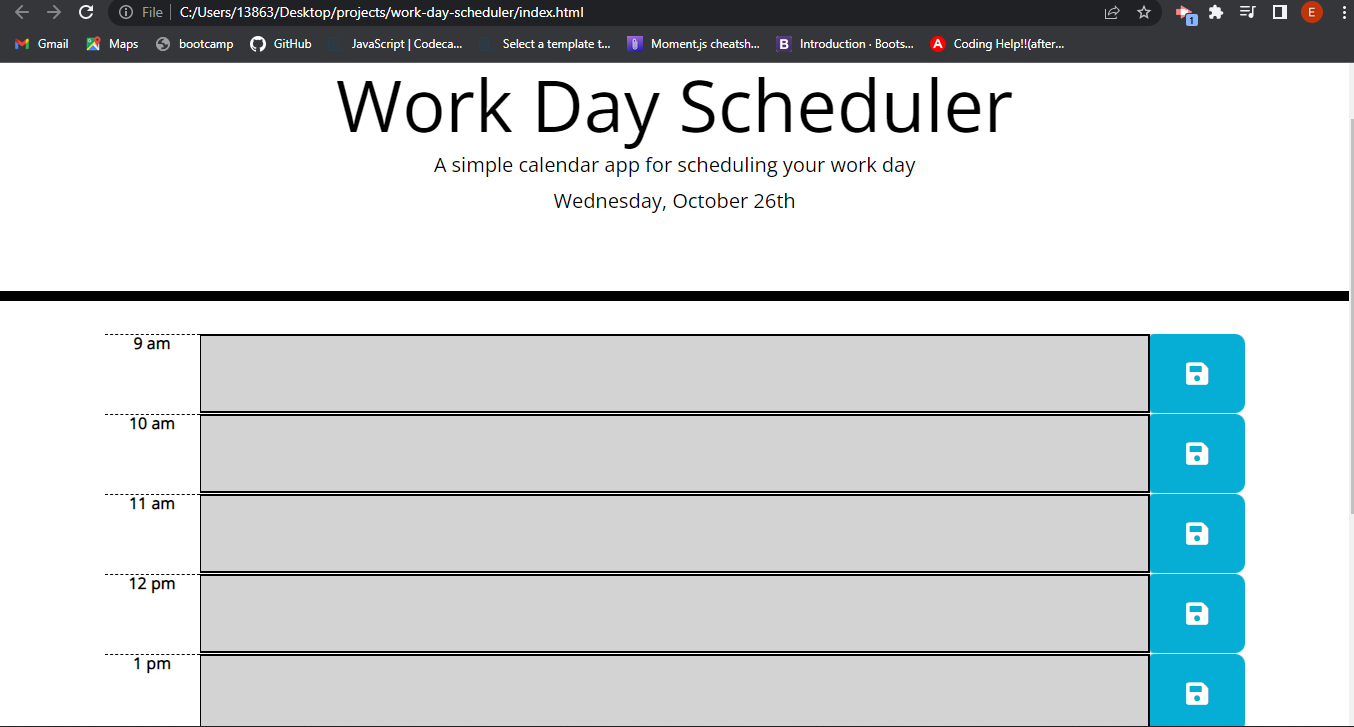 File C:/Users/13863/Desktop/projects/work-day-scheduler/index.html 1 E
Gmail Maps bootcamp GitHub JavaScript | Codeca... Select a template t... Moment.js cheatsh... B Introduction · Boots... A Coding Help!!(after...
Work Day Scheduler
A simple calendar app for scheduling your work day
Wednesday, October 26th
9 am
10 am
11 am
12 pm
1 pm